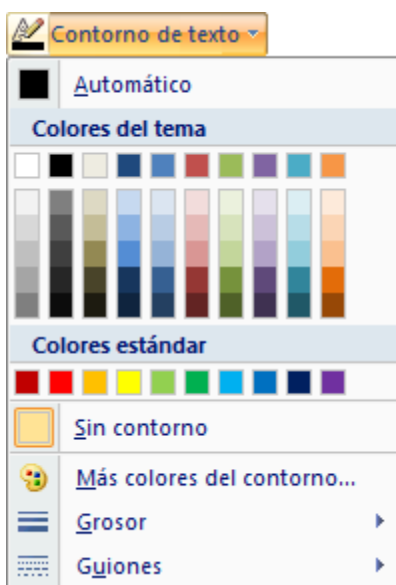 Contorno de texto
Automático
Colores del tema
Colores estándar
Sin contorno
Más colores del contorno...
Grosor
Guiones